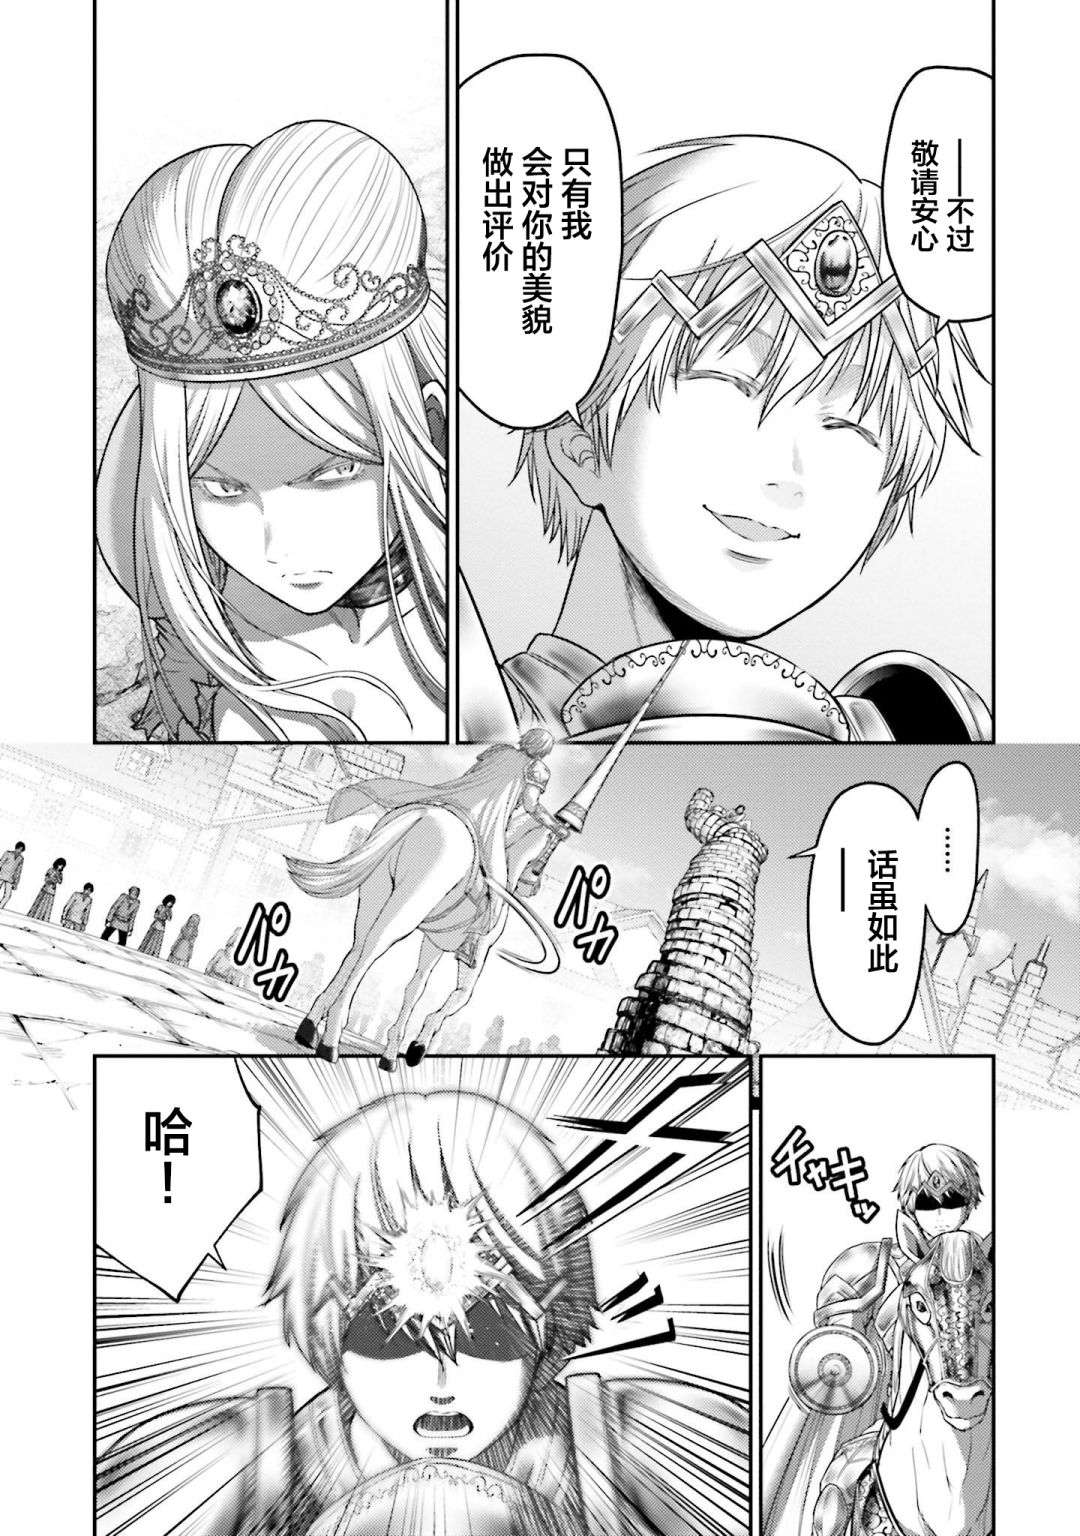 ——不过
敬请安心
只有我
会对你的美貌
做出评价
……
话虽如此
——
パカ
パカ
チャキッ
哈！